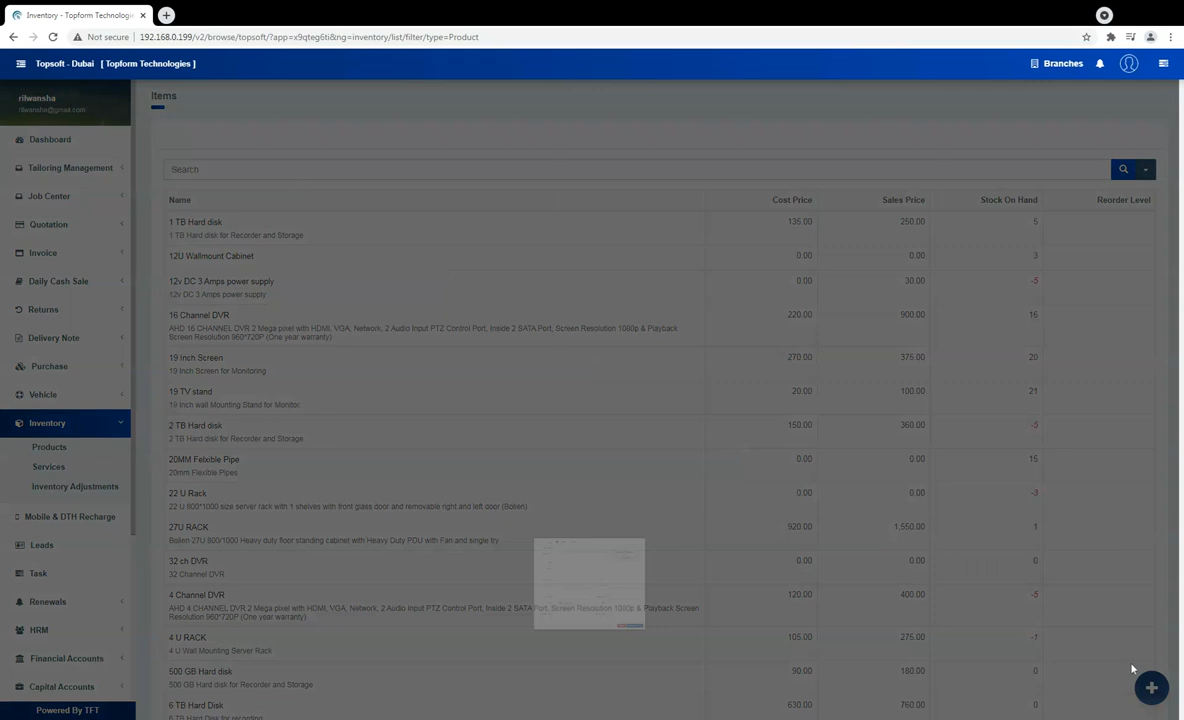 Inventory - Topform Technologie
Not secure 192.168.0.199/v2/browse/topsoft/?app=x9qteg6ti&ng=inventory/list/filter/type=Product
Topsoft - Dubai [ Topform Technologies ]
Branches
rilwansha
rilwansha@gmail.com
Dashboard
Tailoring Management
Job Center
Quotation
Invoice
Daily Cash Sale
Returns
Delivery Note
Purchase
Vehicle
Inventory
Products
Services
Inventory Adjustments
Mobile & DTH Recharge
Leads
Task
Renewals
HRM
Financial Accounts
Capital Accounts
Powered By TFT
Items
Search
Name Cost Price Sales Price Stock On Hand Reorder Level
1 TB Hard disk 135.00 250.00 5
1 TB Hard disk for Recorder and Storage
12U Wallmount Cabinet 0.00 0.00 3
12v DC 3 Amps power supply 0.00 30.00 -5
12v DC 3 Amps power supply
16 Channel DVR 220.00 900.00 16
AHD 16 CHANNEL DVR 2 Mega pixel with HDMI, VGA, Network, 2 Audio Input PTZ Control Port, Inside 2 SATA Port, Screen Resolution 1080p & Playback
Screen Resolution 960*720P (One year warranty)
19 Inch Screen 270.00 375.00 20
19 Inch Screen for Monitoring
19 TV stand 20.00 100.00 21
19 Inch wall Mounting Stand for Monitor.
2 TB Hard disk 150.00 360.00 -5
2 TB Hard disk for Recorder and Storage
20MM Felxible Pipe 0.00 0.00 15
20mm Flexible Pipes
22 U Rack 0.00 0.00 -3
22 U 800*1000 size server rack with 1 shelves with front glass door and removable right and left door (Bolien)
27U RACK 920.00 1,550.00 1
Bolien 27U 800/1000 Heavy duty floor standing cabinet with Heavy Duty PDU with Fan and single try
32 ch DVR 0.00 0.00 0
32 Channel DVR
4 Channel DVR 120.00 400.00 -5
AHD 4 CHANNEL DVR 2 Mega pixel with HDMI, VGA, Network, 2 Audio Input PTZ Control Port, Inside 2 SATA Port, Screen Resolution 1080p & Playback Screen
Resolution 960*720P (One year warranty)
4 U RACK 105.00 275.00 -1
4 U Wall Mounting Server Rack
500 GB Hard disk 90.00 180.00 0
500 GB Hard disk for Recorder and Storage
6 TB Hard Disk 630.00 760.00 0
6 TB Hard Disk for recording